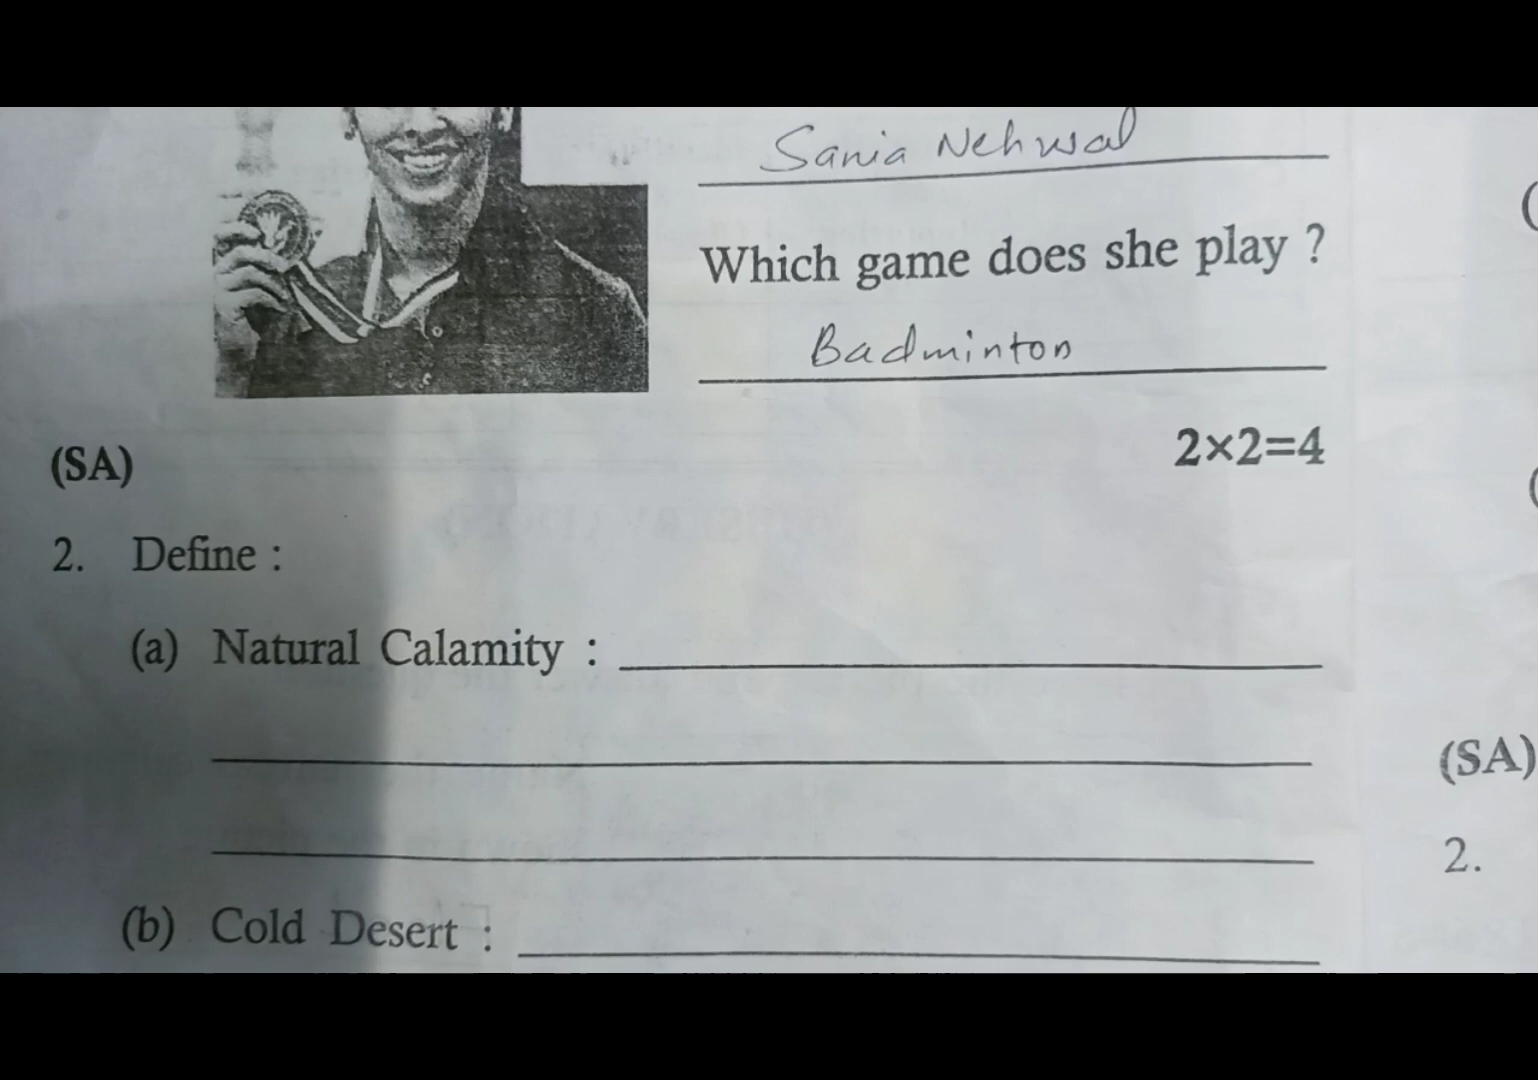 Sania Nehwal
Which game does she play ?
Badminton
2×2=4
(SA)
2. Define :
(a) Natural Calamity :
(SA)
2.
(b) Cold Desert :